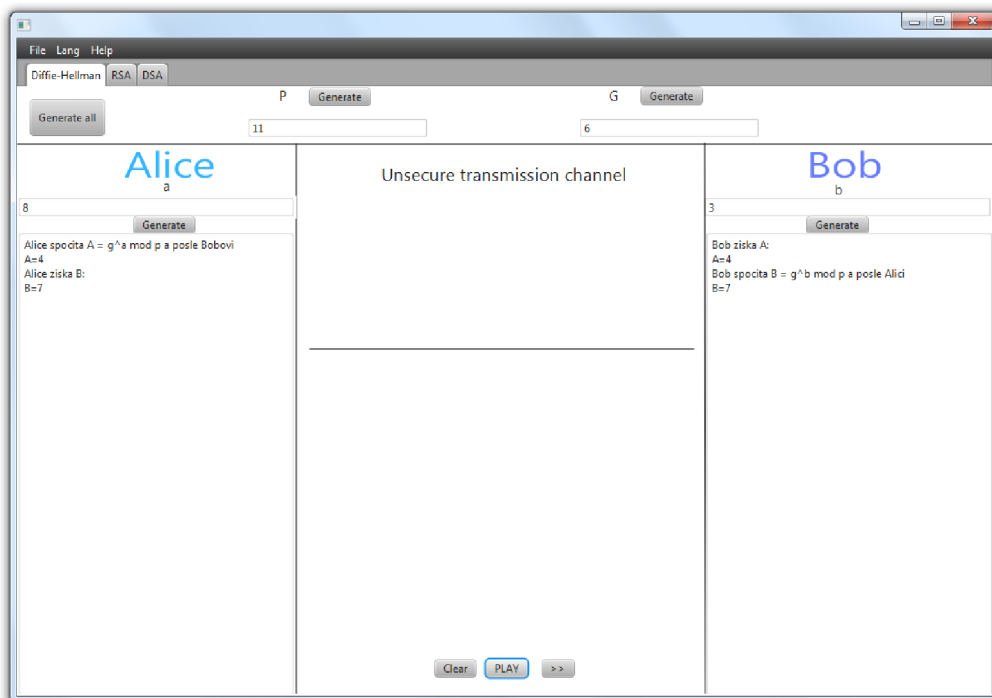 File Lang Help
Diffie-Hellman RSA DSA
Generate all
P Generate
11
G Generate
6
Alice
a
8
Generate
Alice spocita A = g^a mod p a posle Bobovi
A=4
Alice ziska B:
B=7
Unsecure transmission channel
Clear PLAY >>
Bob
b
3
Generate
Bob ziska A:
A=4
Bob spocita B = g^b mod p a posle Alici
B=7